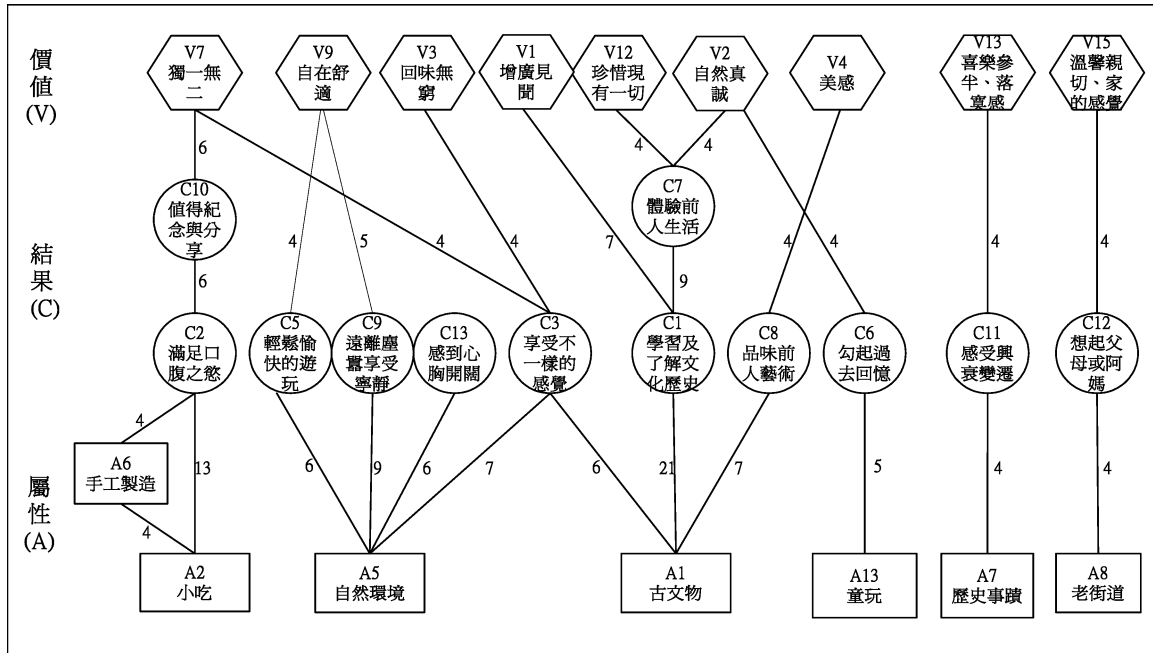 價
值
(V)
V7
獨一無
二
V9
自在舒
適
V3
回味無
窮
V1
增廣見
聞
V12
珍惜現
有一切
V2
自然真
誠
V4
美感
V13
喜樂參
半、落
寞感
V15
溫馨親
切、家
的感覺
6
4
4
C10
值得紀
念與分
享
C7
體驗前
人生活
結
果
(C)
4
5
4
4
7
9
4
4
4
4
6
C2
滿足口
腹之慾
C5
輕鬆愉
快的遊
玩
C9
遠離塵
囂享受
寧靜
C13
感到心
胸開闊
C3
享受不
一樣的
感覺
C1
學習及
了解文
化歷史
C8
品味前
人藝術
C6
勾起過
去回憶
C11
感受興
衰變遷
C12
想起父
母或阿
媽
屬
性
(A)
4
A6
手工製造
13
6
9
6
7
6
21
7
5
4
4
4
A2
小吃
A5
自然環境
A1
古文物
A13
童玩
A7
歷史事蹟
A8
老街道